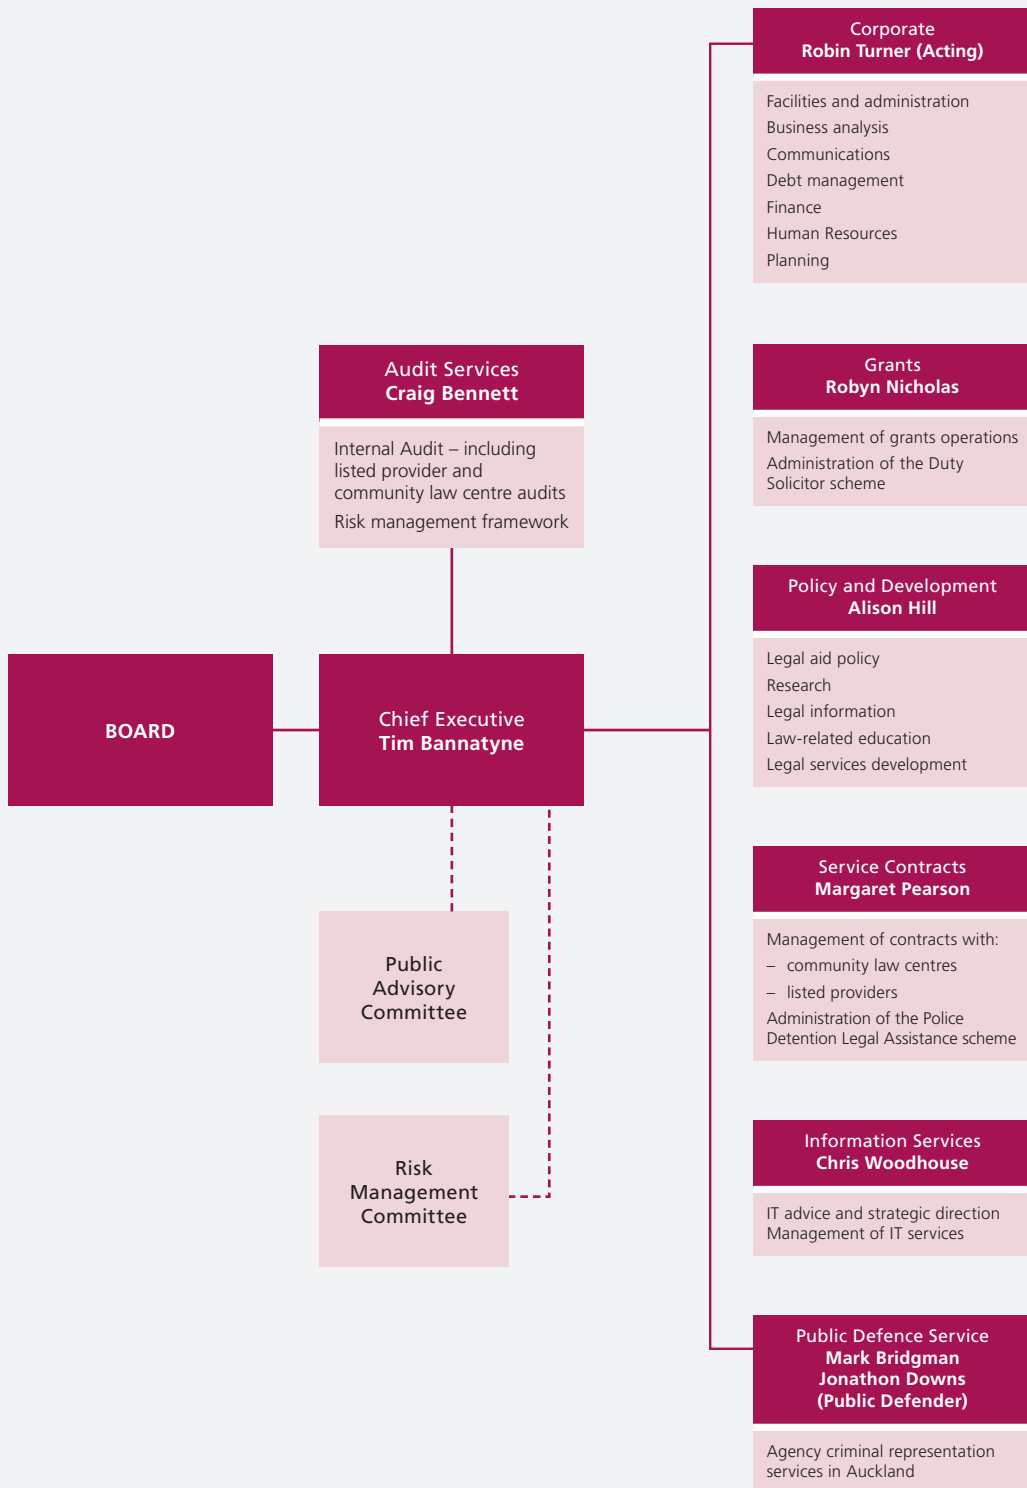 BOARD
Audit Services
Craig Bennett
Internal Audit – including
listed provider and
community law centre audits
Risk management framework
Chief Executive
Tim Bannatyne
Public
Advisory
Committee
Risk
Management
Committee
Corporate
Robin Turner (Acting)
Facilities and administration
Business analysis
Communications
Debt management
Finance
Human Resources
Planning
Grants
Robyn Nicholas
Management of grants operations
Administration of the Duty
Solicitor scheme
Policy and Development
Alison Hill
Legal aid policy
Research
Legal information
Law-related education
Legal services development
Service Contracts
Margaret Pearson
Management of contracts with:
– community law centres
– listed providers
Administration of the Police
Detention Legal Assistance scheme
Information Services
Chris Woodhouse
IT advice and strategic direction
Management of IT services
Public Defence Service
Mark Bridgman
Jonathon Downs
(Public Defender)
Agency criminal representation
services in Auckland